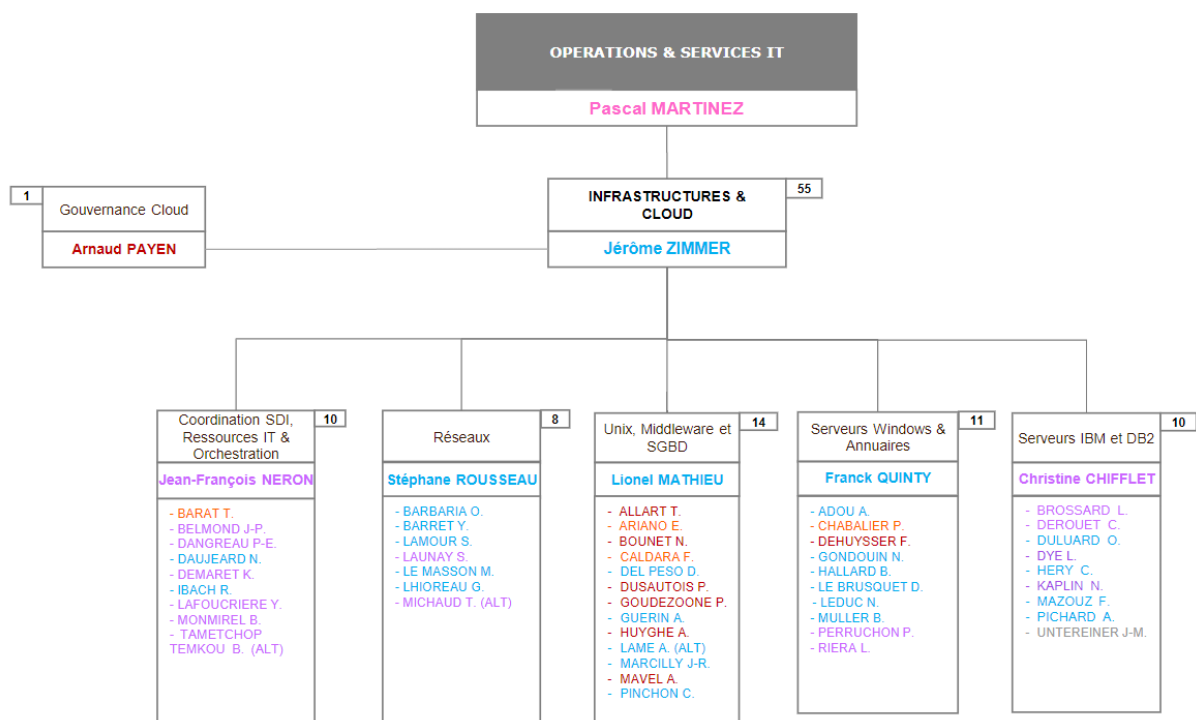 OPERATIONS & SERVICES IT
Pascal MARTINEZ
1
Gouvernance Cloud
Arnaud PAYEN
55
INFRASTRUCTURES &
CLOUD
Jérôme ZIMMER
10
Coordination SDI,
Ressources IT &
Orchestration
Jean-François NERON
- BARAT T.
- BELMOND J-P.
- DANGREAU P-E.
- DAUJEARD N.
- DEMARET K.
- IBACH R.
- LAFOUCRIERE Y.
- MONMIREL B.
- TAMETCHOP
TEMKOU B. (ALT)
8
Réseaux
Stéphane ROUSSEAU
- BARBARIA O.
- BARRET Y.
- LAMOUR S.
- LAUNAY S.
- LE MASSON M.
- LHIOREAU G.
- MICHAUD T. (ALT)
14
Unix, Middleware et
SGBD
Lionel MATHIEU
- ALLART T.
- ARIANO E.
- BOUNET N.
- CALDARA F.
- DEL PESO D.
- DUSAUTOIS P.
- GOUDEZOONE P.
- GUERIN A.
- HUYGHE A.
- LAME A. (ALT)
- MARCILLY J-R.
- MAVEL A.
- PINCHON C.
11
Serveurs Windows &
Annuaires
Franck QUINTY
- ADOU A.
- CHABALIER P.
- DEHUYSSER F.
- GONDOUIN N.
- HALLARD B.
- LE BRUSQUET D.
- LEDUC N.
- MULLER B.
- PERRUCHON P.
- RIERA L.
10
Serveurs IBM et DB2
Christine CHIFFLET
- BROSSARD L.
- DEROUET C.
- DULUARD O.
- DYE L.
- HERY C.
- KAPLIN N.
- MAZOUZ F.
- PICHARD A.
- UNTEREINER J-M.